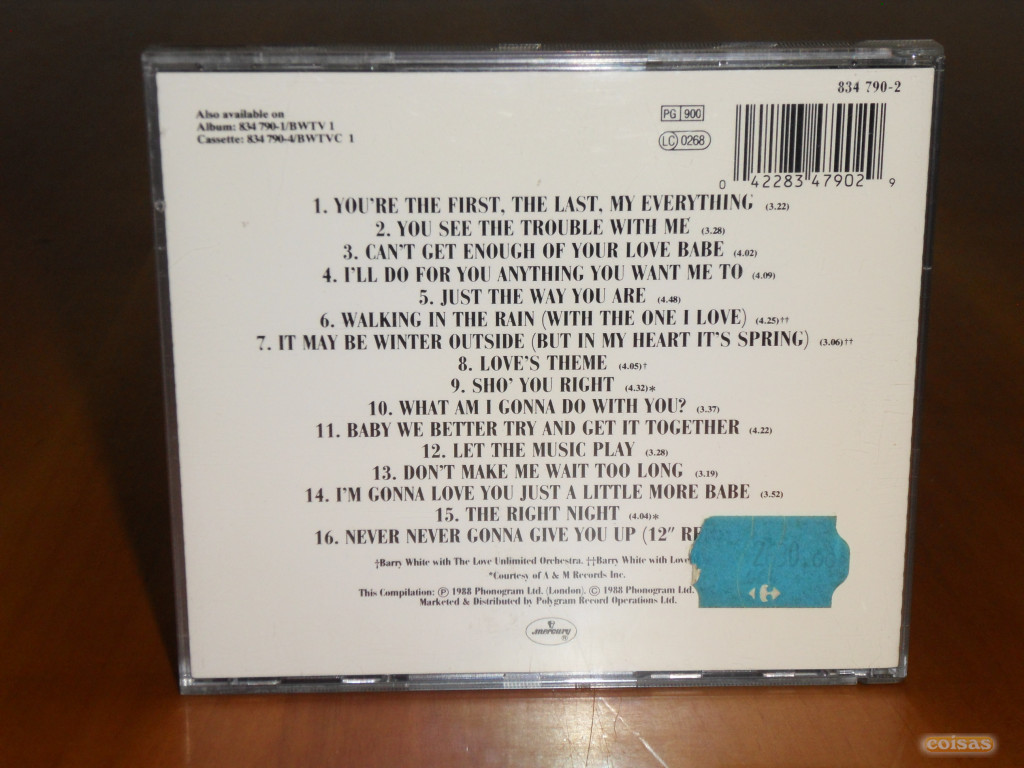 834 790-2
Also available on
Album: 834 790-1/BWTV 1
Cassette: 834 790-4/BWTVC 1
PG 900
LC 0268
0 42283 47902 9
1. YOU'RE THE FIRST, THE LAST, MY EVERYTHING (3.22)
2. YOU SEE THE TROUBLE WITH ME (3.28)
3. CAN'T GET ENOUGH OF YOUR LOVE BABE (4.02)
4. I'LL DO FOR YOU ANYTHING YOU WANT ME TO (4.09)
5. JUST THE WAY YOU ARE (4.48)
6. WALKING IN THE RAIN (WITH THE ONE I LOVE) (4.25)††
7. IT MAY BE WINTER OUTSIDE (BUT IN MY HEART IT'S SPRING) (3.06)††
8. LOVE'S THEME (4.05)†
9. SHO' YOU RIGHT (4.32)*
10. WHAT AM I GONNA DO WITH YOU? (3.37)
11. BABY WE BETTER TRY AND GET IT TOGETHER (4.22)
12. LET THE MUSIC PLAY (3.28)
13. DON'T MAKE ME WAIT TOO LONG (3.19)
14. I'M GONNA LOVE YOU JUST A LITTLE MORE BABE (3.52)
15. THE RIGHT NIGHT (4.04)*
16. NEVER NEVER GONNA GIVE YOU UP (12" RE
†Barry White with The Love Unlimited Orchestra. ††Barry White with Love
*Courtesy of A & M Records Inc.
This Compilation: ℗ 1988 Phonogram Ltd. (London). © 1988 Phonogram Ltd.
Marketed & Distributed by Polygram Record Operations Ltd.
mercury
coisas